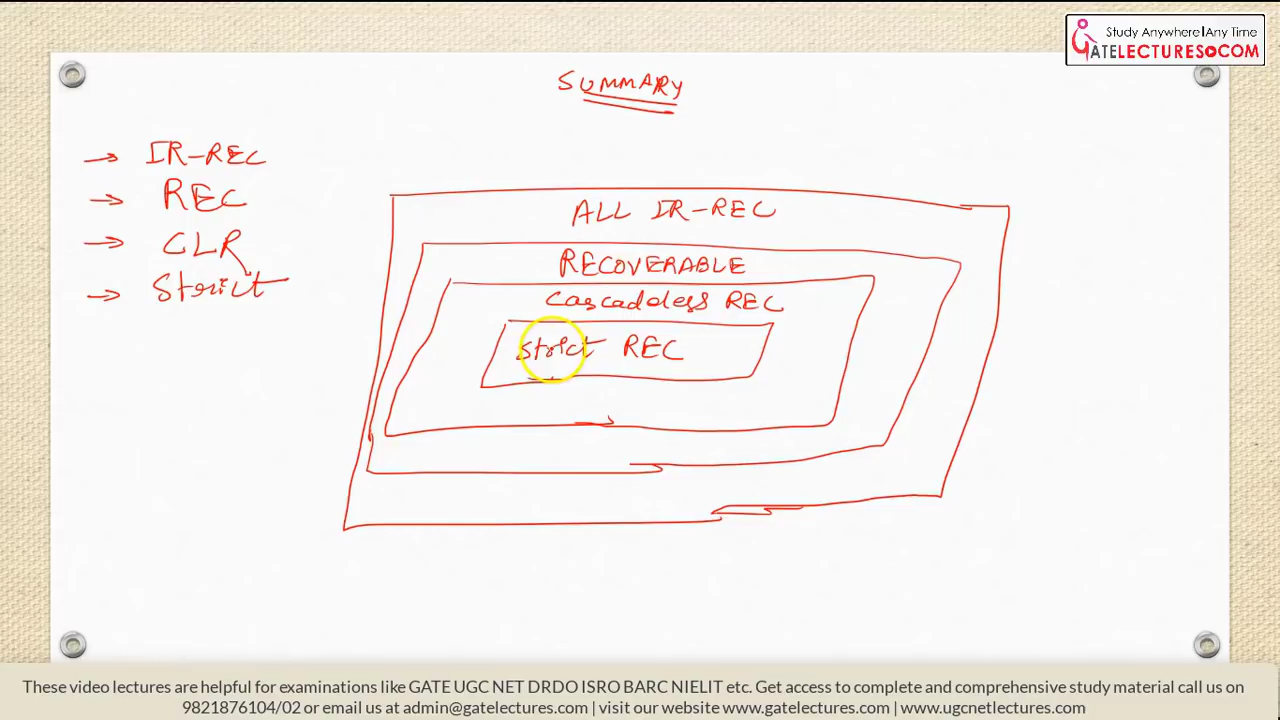 Study Anywhere | Any Time
GATELECTURES.COM
SUMMARY
→ IR-REC
→ REC
→ CLR
→ Strict
ALL IR-REC
RECOVERABLE
Cascadeless REC
Strict REC
These video lectures are helpful for examinations like GATE UGC NET DRDO ISRO BARC NIELIT etc. Get access to complete and comprehensive study material call us on
9821876104/02 or email us at admin@gatelectures.com | visit our website www.gatelectures.com | www.ugcnetlectures.com